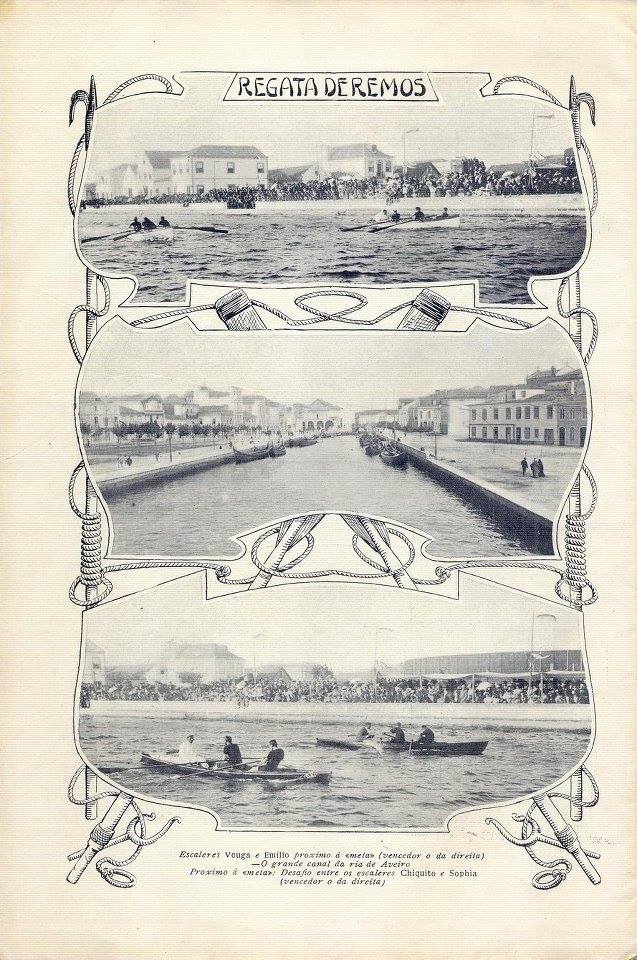 REGATA DE REMOS
Escaleres Vouga e Emilio proximo á «meta» (vencedor o da direita)
—O grande canal da ria de Aveiro
Proximo á «meta»: Desafio entre os escaleres Chiquito e Sophia
(vencedor o da direita)